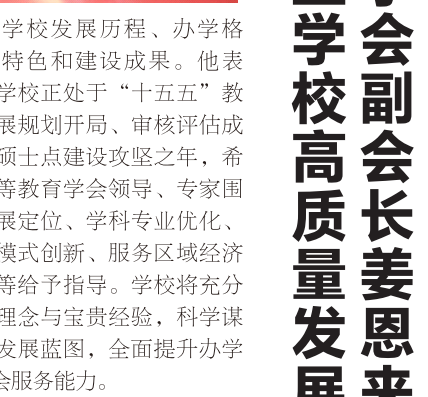 学会副会长姜恩来
学校高质量发展
学校发展历程、办学格
特色和建设成果。他表
学校正处于“十五五”教
展规划开局、审核评估成
硕士点建设攻坚之年，希
等教育学会领导、专家围
展定位、学科专业优化、
模式创新、服务区域经济
等给予指导。学校将充分
理念与宝贵经验，科学谋
发展蓝图，全面提升办学
会服务能力。